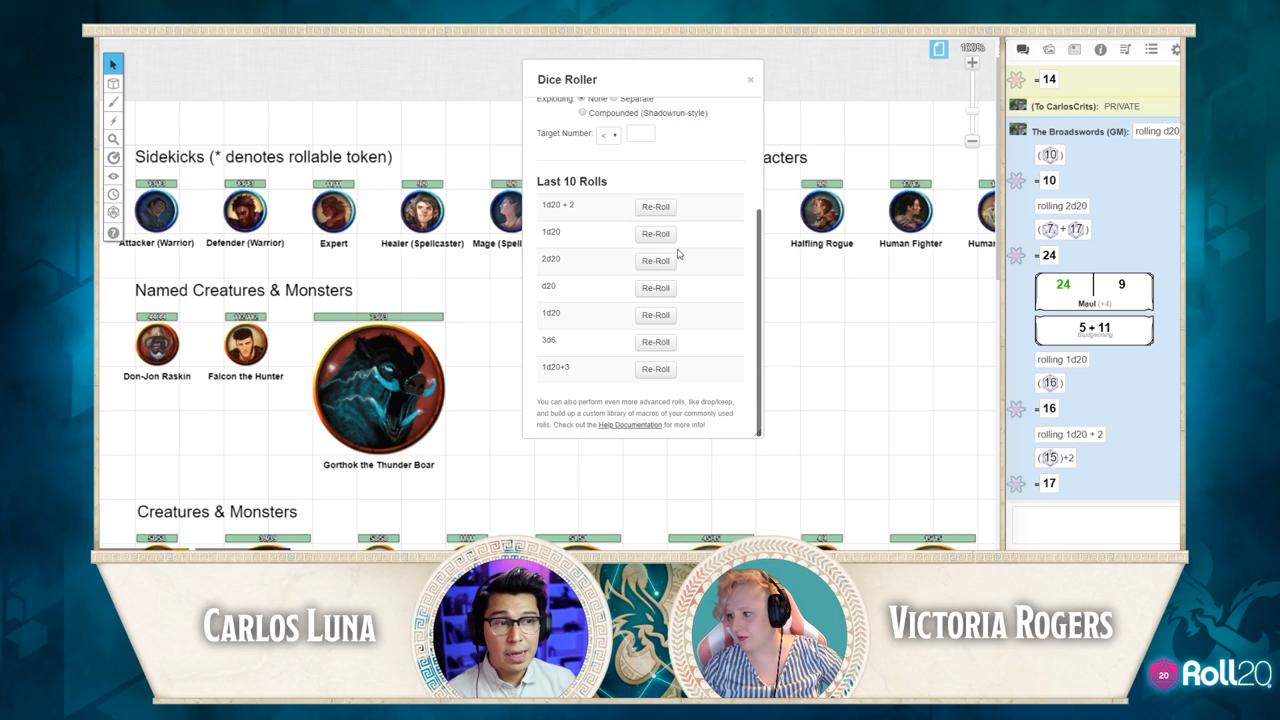 100%
Dice Roller
×
Exploding: None Separate
Compounded (Shadowrun-style)
Target Number: <
Last 10 Rolls
1d20 + 2 Re-Roll
1d20 Re-Roll
2d20 Re-Roll
d20 Re-Roll
1d20 Re-Roll
3d6 Re-Roll
1d20+3 Re-Roll
You can also perform even more advanced rolls, like drop/keep,
and build up a custom library of macros of your commonly used
rolls. Check out the Help Documentation for more info!
Sidekicks (* denotes rollable token)
acters
Attacker (Warrior)
Defender (Warrior)
Expert
Healer (Spellcaster)
Mage (Spell
Halfling Rogue
Human Fighter
Human
Named Creatures & Monsters
Don-Jon Raskin
Falcon the Hunter
Gorthok the Thunder Boar
Creatures & Monsters
= 14
(To CarlosCrits): PRIVATE
The Broadswords (GM): rolling d20
(10)
= 10
rolling 2d20
(7+17)
= 24
24 9
Maul (+4)
5 + 11
Bludgeoning
rolling 1d20
(16)
= 16
rolling 1d20 + 2
(15)+2
= 17
CARLOS LUNA
VICTORIA ROGERS
20
Roll20